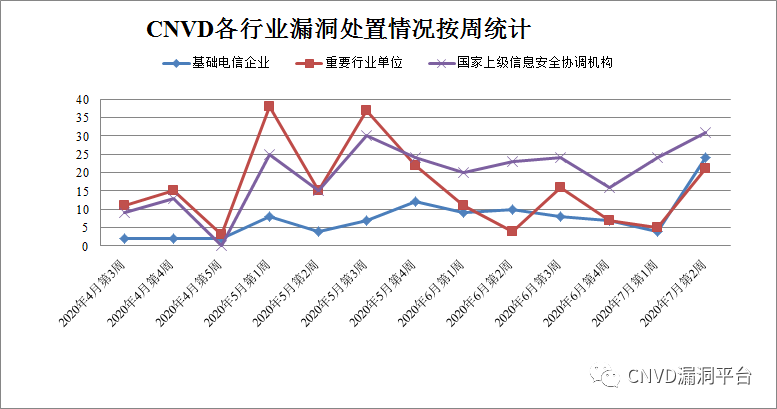 CNVD各行业漏洞处置情况按周统计
基础电信企业 重要行业单位 国家上级信息安全协调机构
40
35
30
25
20
15
10
5
0
2020年4月第3周
2020年4月第4周
2020年4月第5周
2020年5月第1周
2020年5月第2周
2020年5月第3周
2020年5月第4周
2020年6月第1周
2020年6月第2周
2020年6月第3周
2020年6月第4周
2020年7月第1周
2020年7月第2周
CNVD漏洞平台